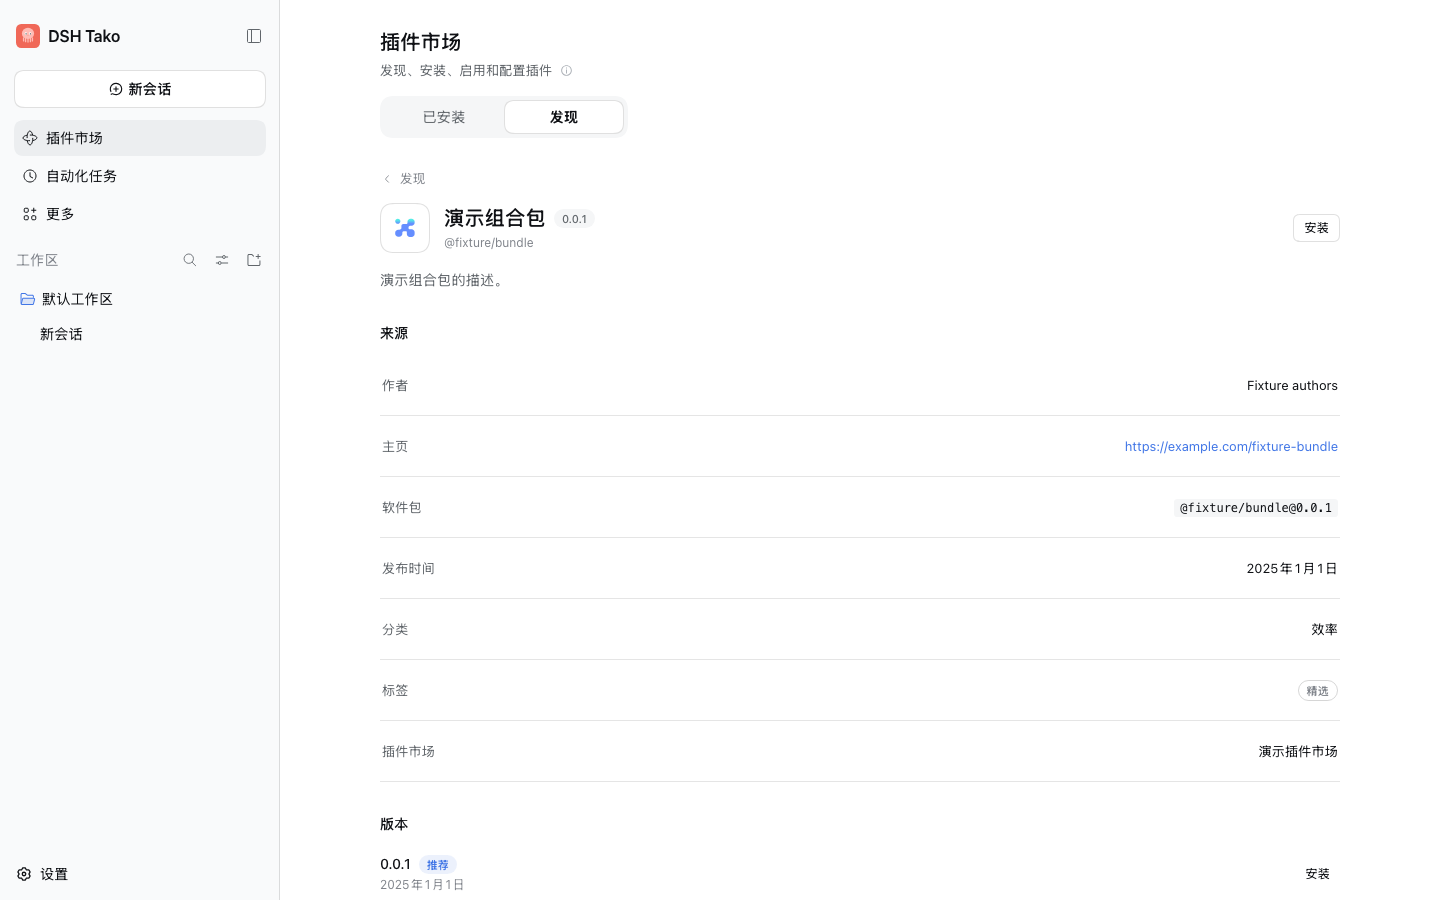 DSH Tako
新会话
插件市场
自动化任务
更多
工作区
默认工作区
新会话
设置
插件市场
发现、安装、启用和配置插件
已安装
发现
发现
演示组合包 0.0.1
@fixture/bundle
安装
演示组合包的描述。
来源
作者 Fixture authors
主页 https://example.com/fixture-bundle
软件包 @fixture/bundle@0.0.1
发布时间 2025年1月1日
分类 效率
标签 精选
插件市场 演示插件市场
版本
0.0.1 推荐
2025年1月1日
安装